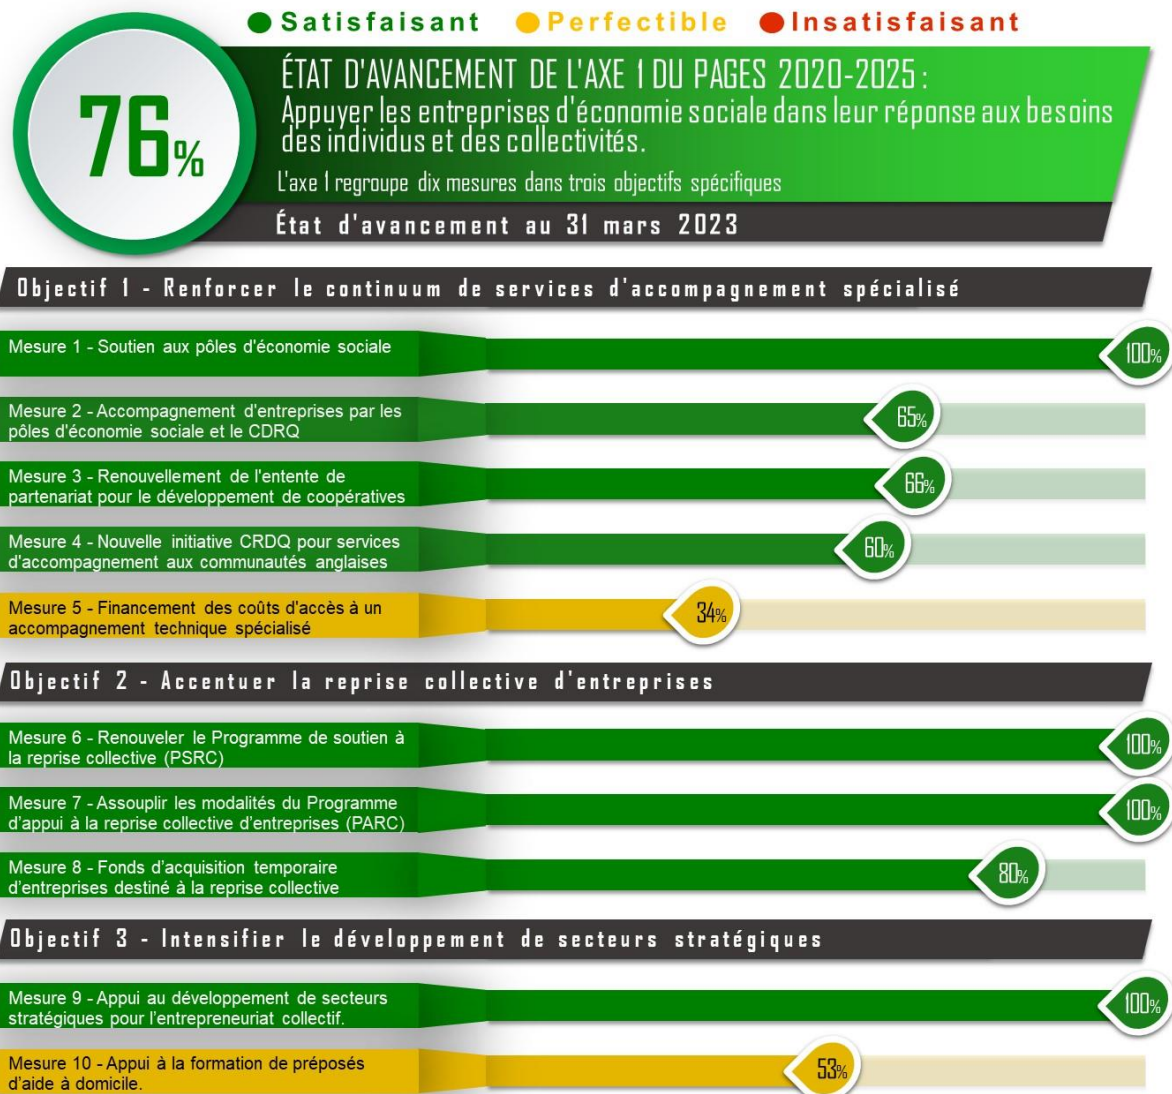 Satisfaisant Perfectible Insatisfaisant
76%
ÉTAT D'AVANCEMENT DE L'AXE 1 DU PAGES 2020-2025 :
Appuyer les entreprises d'économie sociale dans leur réponse aux besoins
des individus et des collectivités.
L'axe 1 regroupe dix mesures dans trois objectifs spécifiques
État d'avancement au 31 mars 2023
Objectif 1 - Renforcer le continuum de services d'accompagnement spécialisé
Mesure 1 - Soutien aux pôles d'économie sociale
100%
Mesure 2 - Accompagnement d'entreprises par les
pôles d'économie sociale et le CDRQ
65%
Mesure 3 - Renouvellement de l'entente de
partenariat pour le développement de coopératives
66%
Mesure 4 - Nouvelle initiative CRDQ pour services
d'accompagnement aux communautés anglaises
60%
Mesure 5 - Financement des coûts d'accès à un
accompagnement technique spécialisé
34%
Objectif 2 - Accentuer la reprise collective d'entreprises
Mesure 6 - Renouveler le Programme de soutien à
la reprise collective (PSRC)
100%
Mesure 7 - Assouplir les modalités du Programme
d'appui à la reprise collective d'entreprises (PARC)
100%
Mesure 8 - Fonds d'acquisition temporaire
d'entreprises destiné à la reprise collective
80%
Objectif 3 - Intensifier le développement de secteurs stratégiques
Mesure 9 - Appui au développement de secteurs
stratégiques pour l'entrepreneuriat collectif.
100%
Mesure 10 - Appui à la formation de préposés
d'aide à domicile.
53%